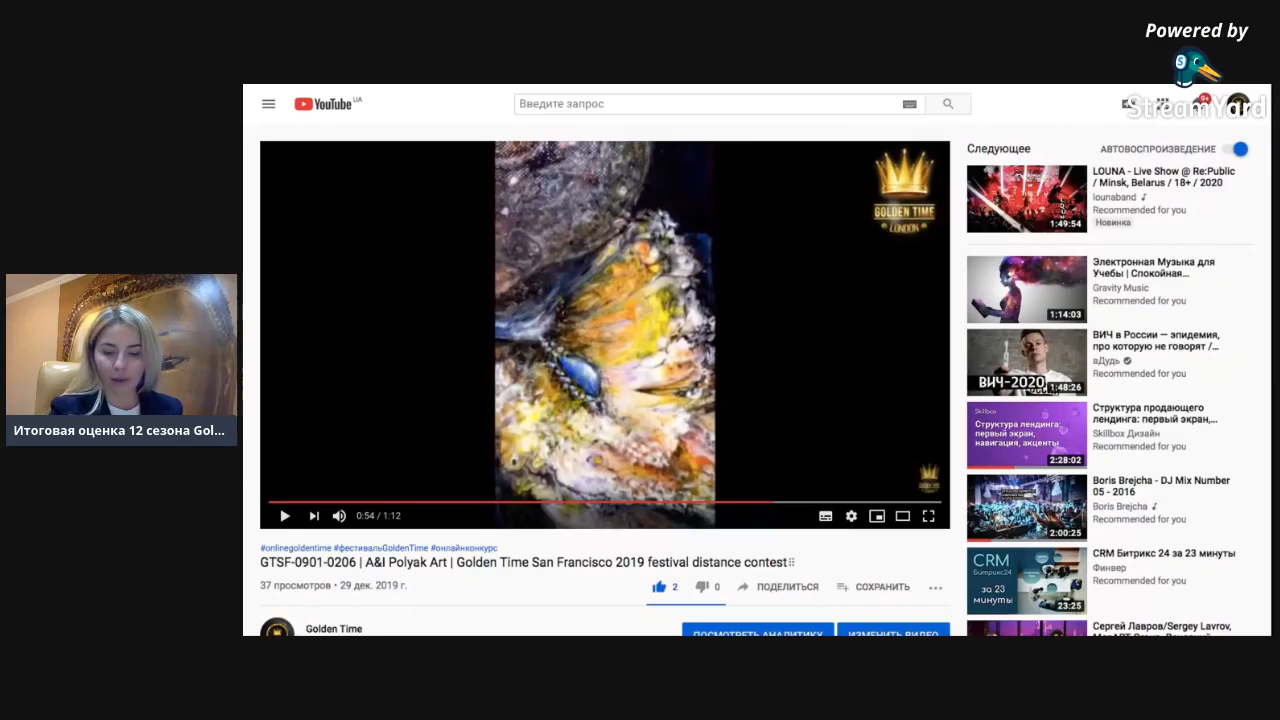 Powered by
StreamYard
YouTube UA
Введите запрос
9+
GOLDEN TIME
LONDON
0:54 / 1:12
#onlinegoldentime #фестивальGoldenTime #онлайнконкурс
GTSF-0901-0206 | A&I Polyak Art | Golden Time San Francisco 2019 festival distance contest
37 просмотров • 29 дек. 2019 г.
2
0
ПОДЕЛИТЬСЯ
СОХРАНИТЬ
Golden Time
ПОСМОТРЕТЬ АНАЛИТИКУ
ИЗМЕНИТЬ ВИДЕО
Следующее
АВТОВОСПРОИЗВЕДЕНИЕ
1:49:54
LOUNA - Live Show @ Re:Public
/ Minsk, Belarus / 18+ / 2020
lounaband
Recommended for you
Новинка
1:14:03
Электронная Музыка для
Учебы | Спокойная...
Gravity Music
Recommended for you
ВИЧ-2020
1:48:26
ВИЧ в России — эпидемия,
про которую не говорят /...
вДудь
Recommended for you
Skillbox
Структура лендинга:
первый экран,
навигация, акценты
2:28:02
Структура продающего
лендинга: первый экран,...
Skillbox Дизайн
Recommended for you
2:00:25
Boris Brejcha - DJ Mix Number
05 - 2016
Boris Brejcha
Recommended for you
CRM
Битрикс24
за 23
минуты
23:25
CRM Битрикс 24 за 23 минуты
Финвер
Recommended for you
Сергей Лавров/Sergey Lavrov,
Итоговая оценка 12 сезона Gol...